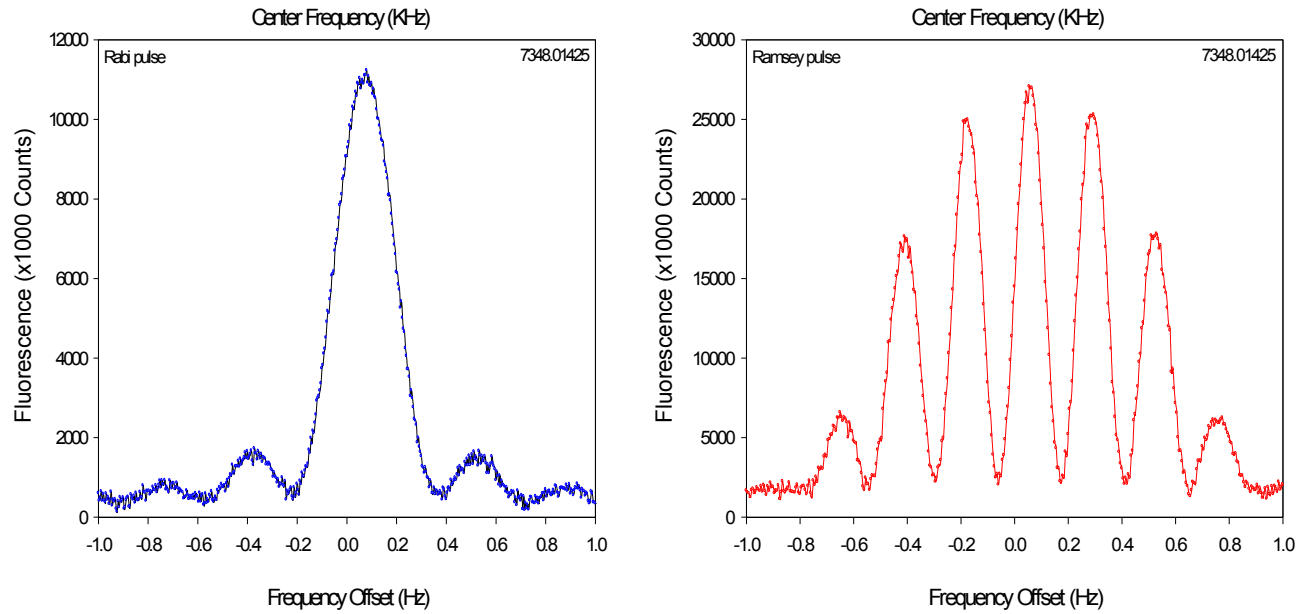 Center Frequency (KHz)
Rabi pulse 7348.01425
12000
10000
8000
6000
4000
2000
0
Fluorescence (x1000 Counts)
-1.0 -0.8 -0.6 -0.4 -0.2 0.0 0.2 0.4 0.6 0.8 1.0
Frequency Offset (Hz)
Center Frequency (KHz)
Ramsey pulse 7348.01425
30000
25000
20000
15000
10000
5000
0
Fluorescence (x1000 Counts)
-1.0 -0.8 -0.6 -0.4 -0.2 0.0 0.2 0.4 0.6 0.8 1.0
Frequency Offset (Hz)